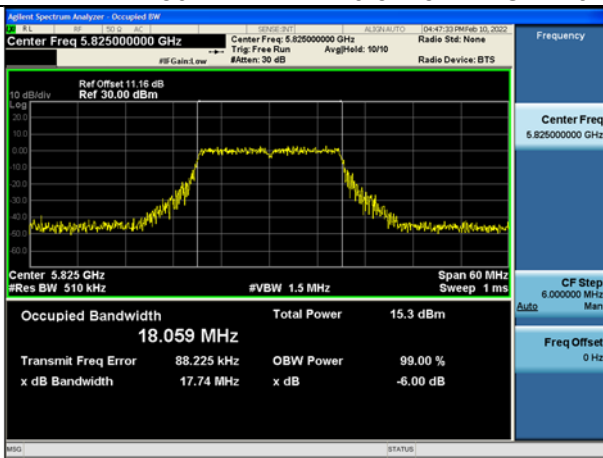 Agilent Spectrum Analyzer - Occupied BW
RL RF 50 Ω AC SENSE:INT ALIGN AUTO 04:47:33 PM Feb 10, 2022
Center Freq 5.825000000 GHz
Center Freq: 5.825000000 GHz
Radio Std: None
Trig: Free Run Avg|Hold: 10/10
#IFGain:Low #Atten: 30 dB Radio Device: BTS
Ref Offset 11.16 dB
10 dB/div Ref 30.00 dBm
Log
20.0
10.0
0.00
-10.0
-20.0
-30.0
-40.0
-50.0
-60.0
Center 5.825 GHz Span 60 MHz
#Res BW 510 kHz #VBW 1.5 MHz Sweep 1 ms
Occupied Bandwidth Total Power 15.3 dBm
18.059 MHz
Transmit Freq Error 88.225 kHz OBW Power 99.00 %
x dB Bandwidth 17.74 MHz x dB -6.00 dB
MSG STATUS
Frequency
Center Freq
5.825000000 GHz
CF Step
6.000000 MHz
Auto Man
Freq Offset
0 Hz